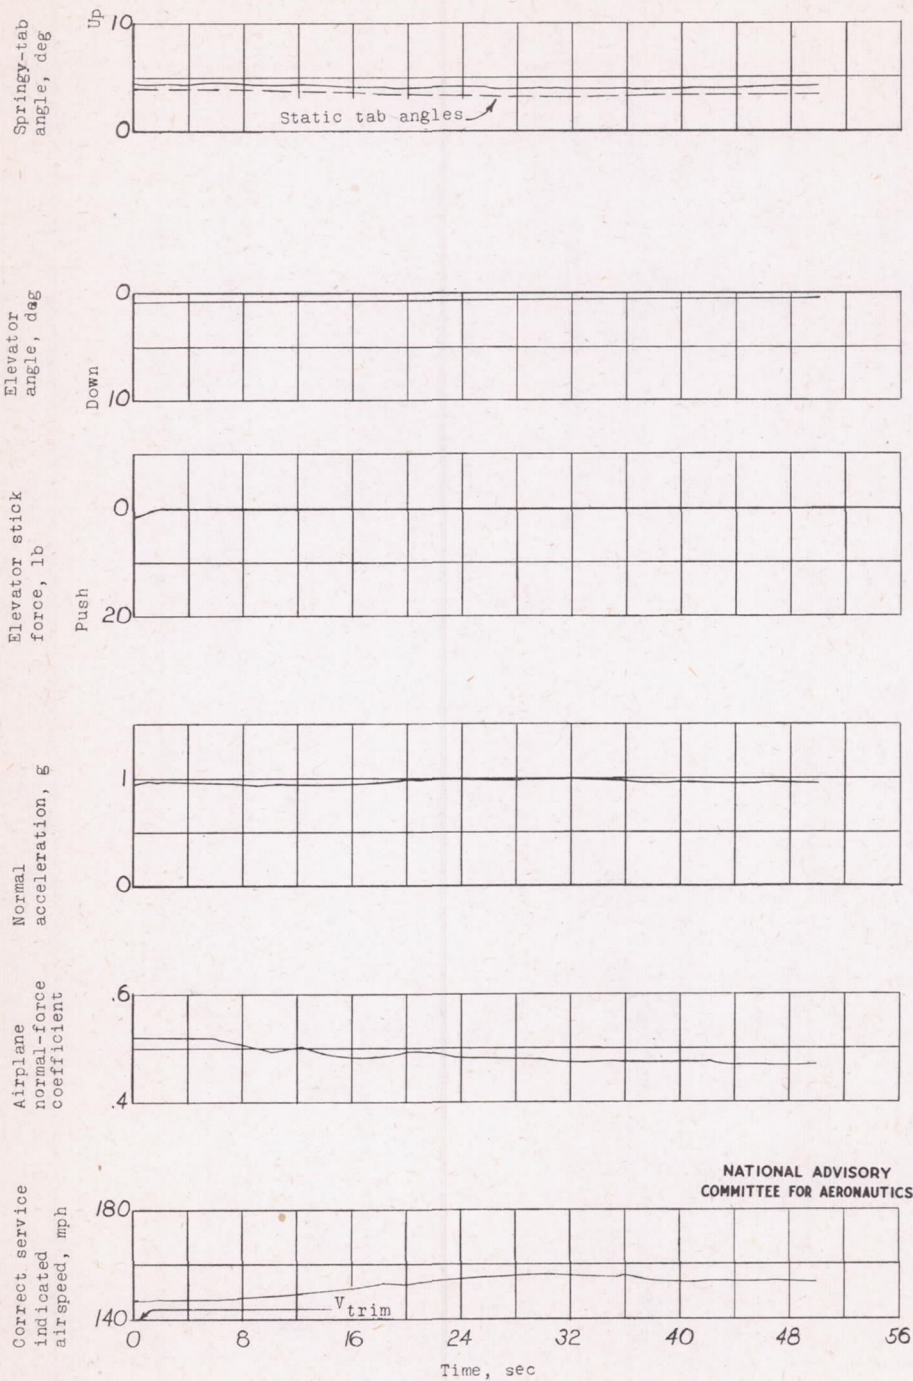 Springy-tab
angle, deg
Up
10
0
Static tab angles
Elevator
angle, deg
Down
0
10
Elevator stick
force, lb
Push
0
20
Normal
acceleration, g
1
0
Airplane
normal-force
coefficient
.6
.4
NATIONAL ADVISORY
COMMITTEE FOR AERONAUTICS
Correct service
indicated
airspeed, mph
180
140
Vtrim
0 8 16 24 32 40 48 56
Time, sec